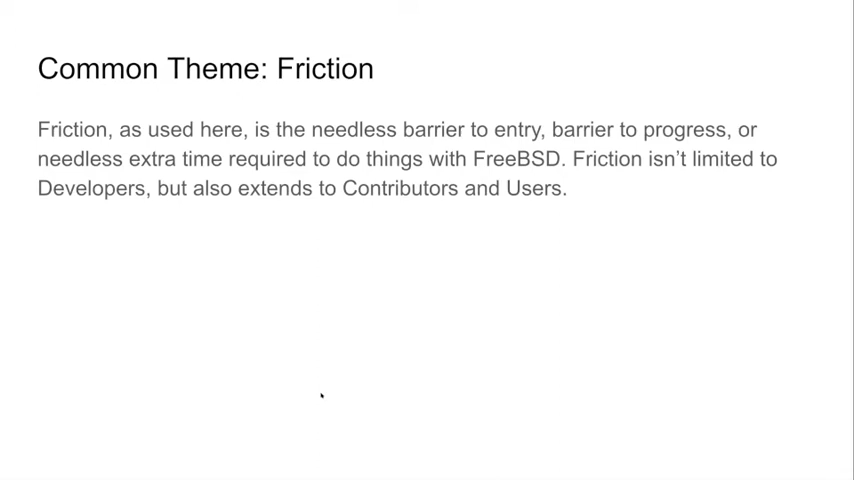 Common Theme: Friction
Friction, as used here, is the needless barrier to entry, barrier to progress, or
needless extra time required to do things with FreeBSD. Friction isn’t limited to
Developers, but also extends to Contributors and Users.